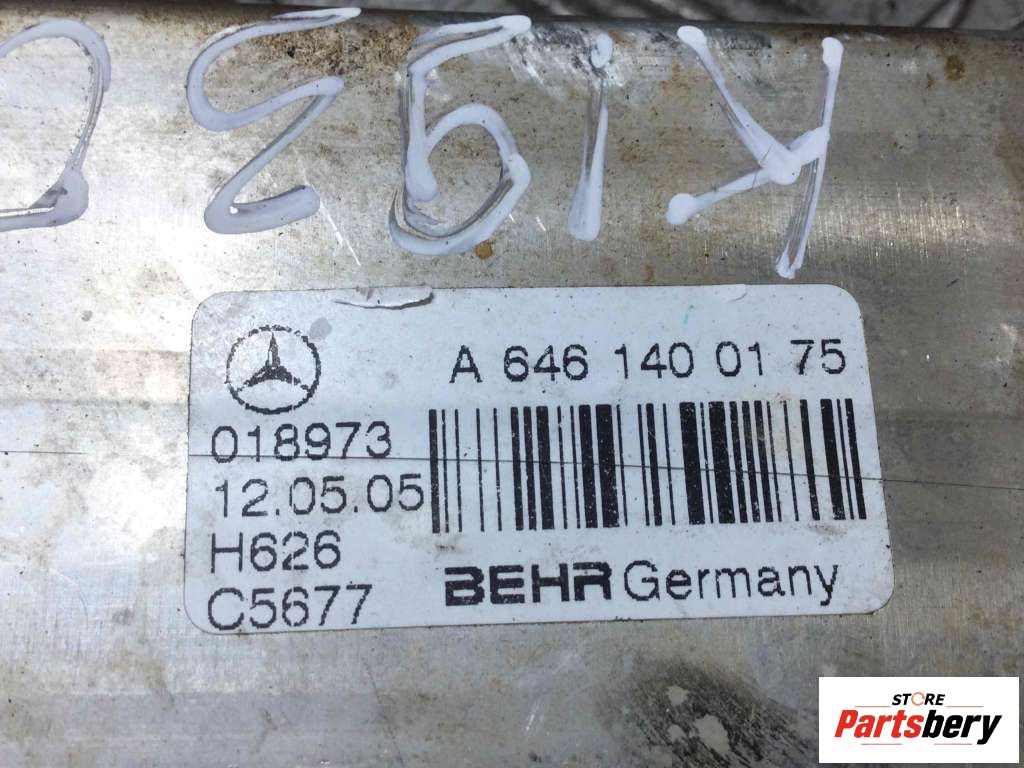 A 646 140 01 75
018973
12.05.05
H626
C5677
BEHR Germany
STORE
Partsbery